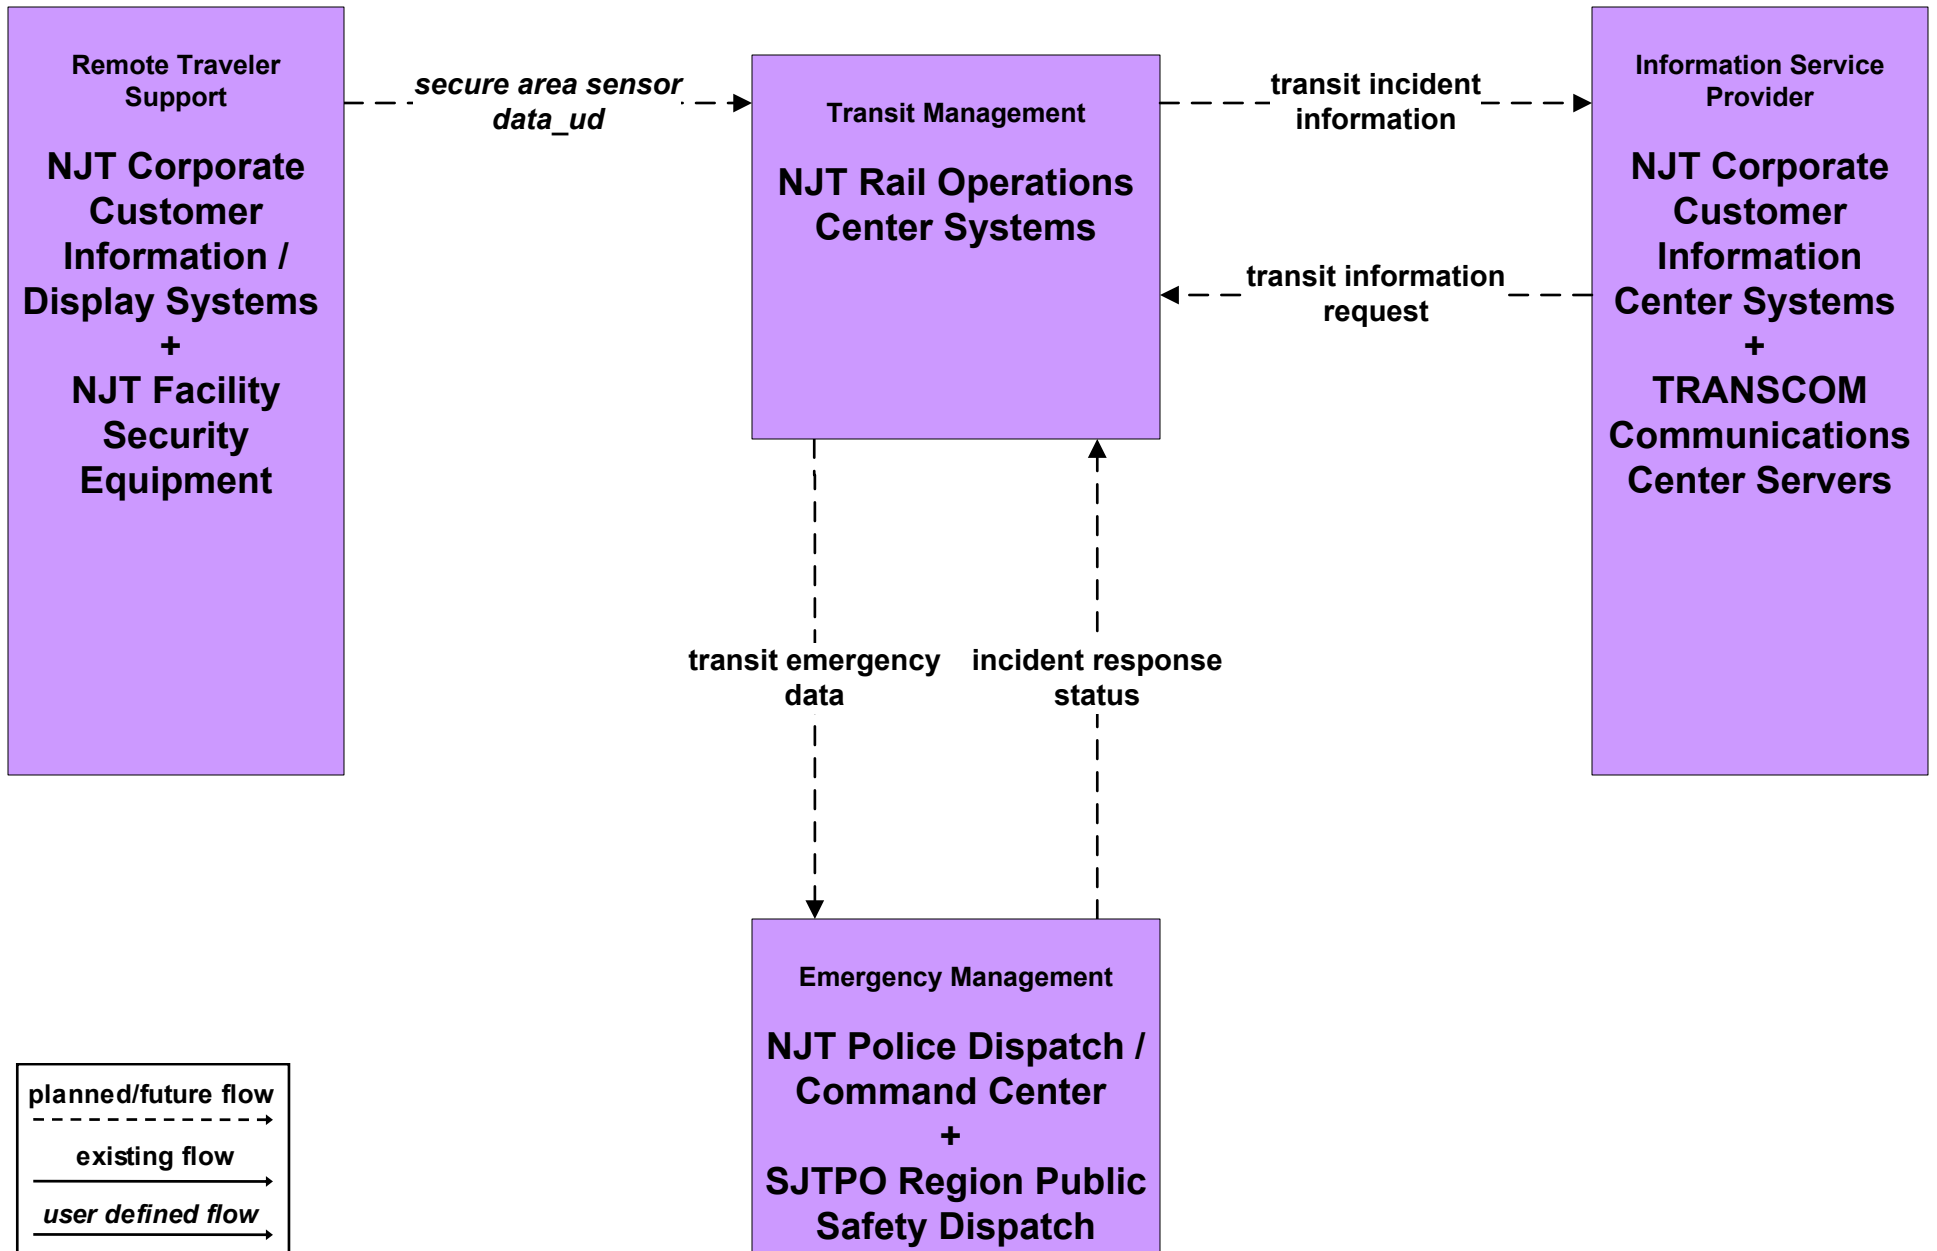 Remote Traveler
Support
NJT Corporate
Customer
Information /
Display Systems
+
NJT Facility
Security
Equipment
secure area sensor
data_ud
Transit Management
NJT Rail Operations
Center Systems
transit incident
information
transit information
request
Information Service
Provider
NJT Corporate
Customer
Information
Center Systems
+
TRANSCOM
Communications
Center Servers
transit emergency
data
incident response
status
Emergency Management
NJT Police Dispatch /
Command Center
+
SJTPO Region Public
Safety Dispatch
planned/future flow
existing flow
user defined flow